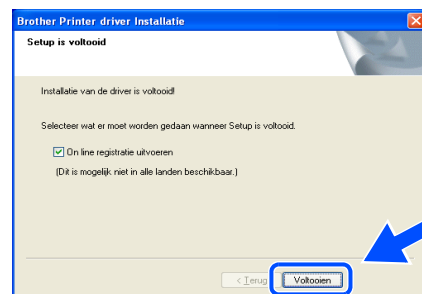 Brother Printer driver Installatie
Setup is voltooid
Installatie van de driver is voltooid!
Selecteer wat er moet worden gedaan wanneer Setup is voltooid.
On line registratie uitvoeren
(Dit is mogelijk niet in alle landen beschikbaar.)
< Terug
Voltooien